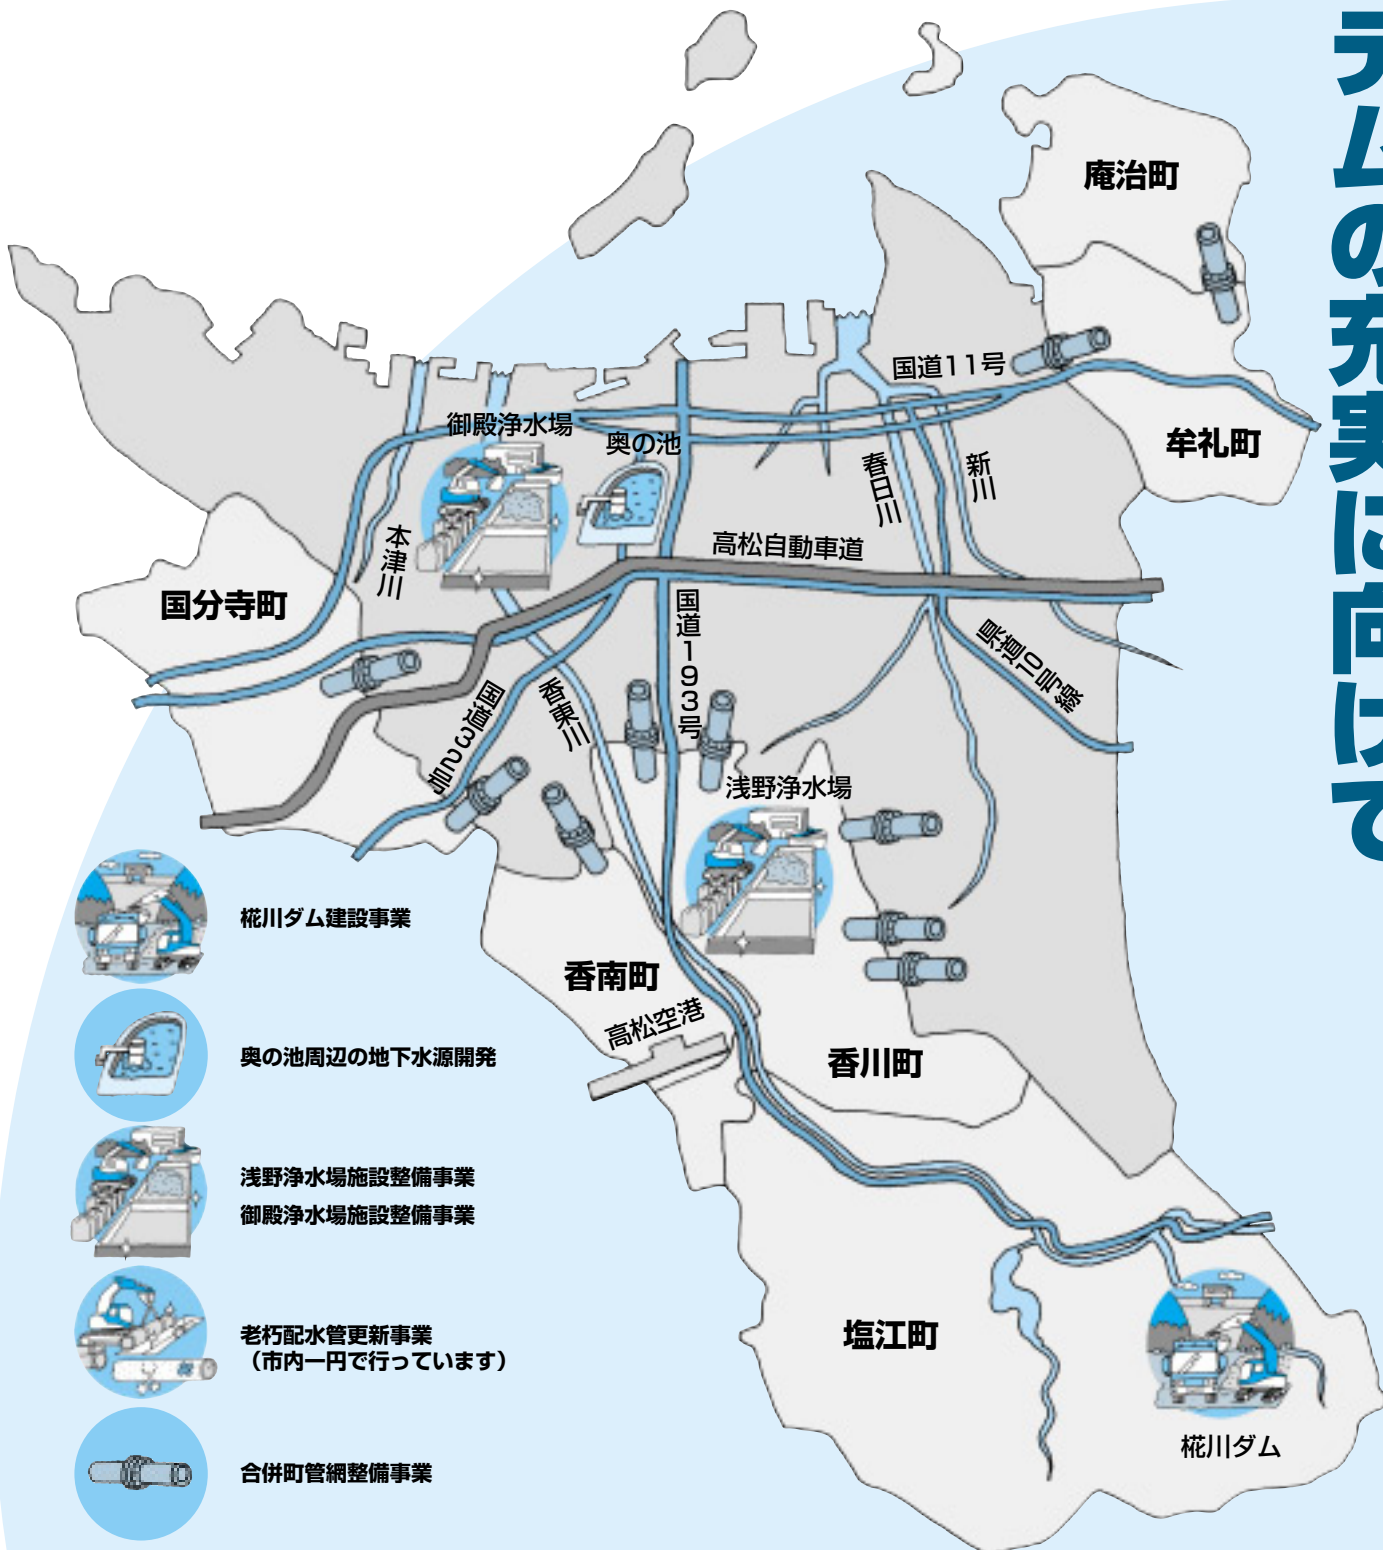 テムの充実に向けて
庵治町
国道11号
御殿浄水場
奥の池
牟礼町
春日川
新川
本津川
高松自動車道
国分寺町
国道193号
県道10号線
国道32号
香東川
浅野浄水場
香南町
高松空港
香川町
塩江町
椛川ダム
椛川ダム建設事業
奥の池周辺の地下水源開発
浅野浄水場施設整備事業
御殿浄水場施設整備事業
老朽配水管更新事業
（市内一円で行っています）
合併町管網整備事業